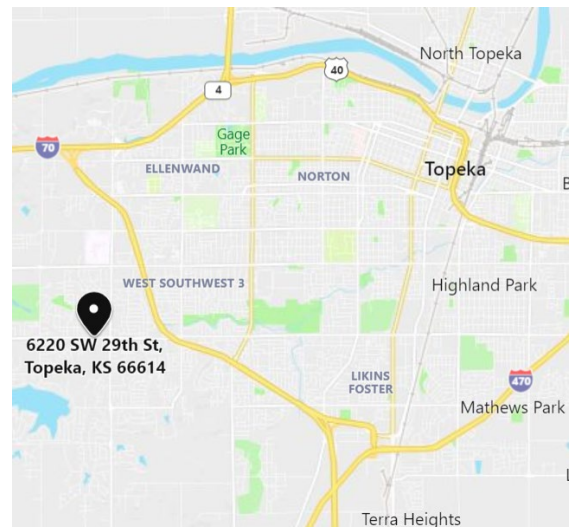 North Topeka
40
4
70
Gage
Park
ELLENWAND
NORTON
Topeka
B
WEST SOUTHWEST 3
Highland Park
6220 SW 29th St,
Topeka, KS 66614
LIKINS
FOSTER
470
Mathews Park
L
Terra Heights